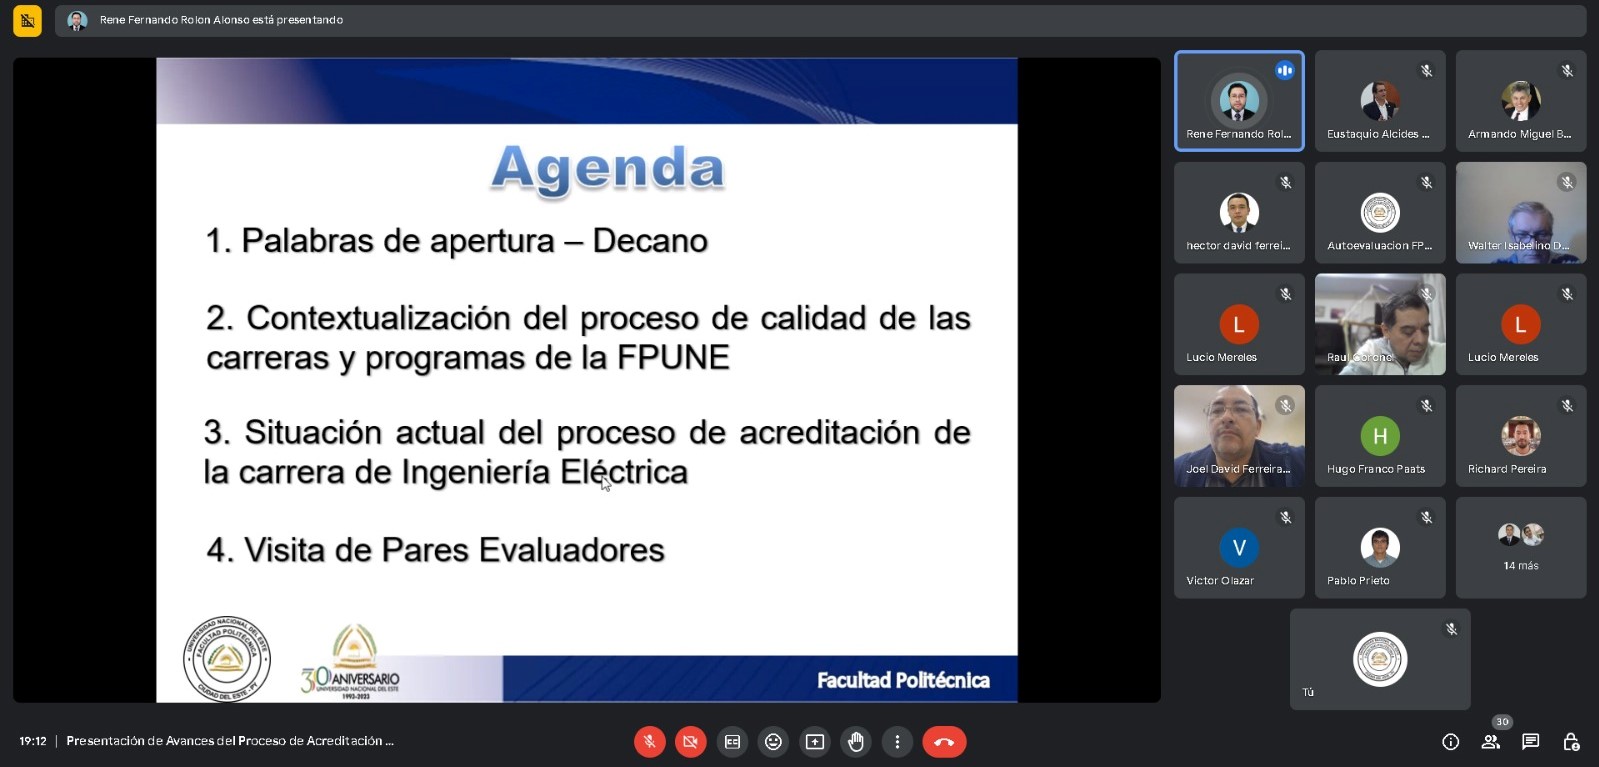 Rene Fernando Rolon Alonso está presentando
Agenda
1. Palabras de apertura – Decano
2. Contextualización del proceso de calidad de las
carreras y programas de la FPUNE
3. Situación actual del proceso de acreditación de
la carrera de Ingeniería Eléctrica
4. Visita de Pares Evaluadores
UNIVERSIDAD NACIONAL DEL ESTE
FACULTAD POLITÉCNICA
CIUDAD DEL ESTE - PY
30 ANIVERSARIO
UNIVERSIDAD NACIONAL DEL ESTE
1993-2023
Facultad Politécnica
Rene Fernando Rol...
Eustaquio Alcides ...
Armando Miguel B...
hector david ferrei...
Autoevaluacion FP...
Walter Isabelino D...
L
Lucio Mereles
Raul Coronel
L
Lucio Mereles
Joel David Ferreira...
H
Hugo Franco Paats
Richard Pereira
V
Victor Olazar
Pablo Prieto
14 más
Tú
19:12 | Presentación de Avances del Proceso de Acreditación ...
30